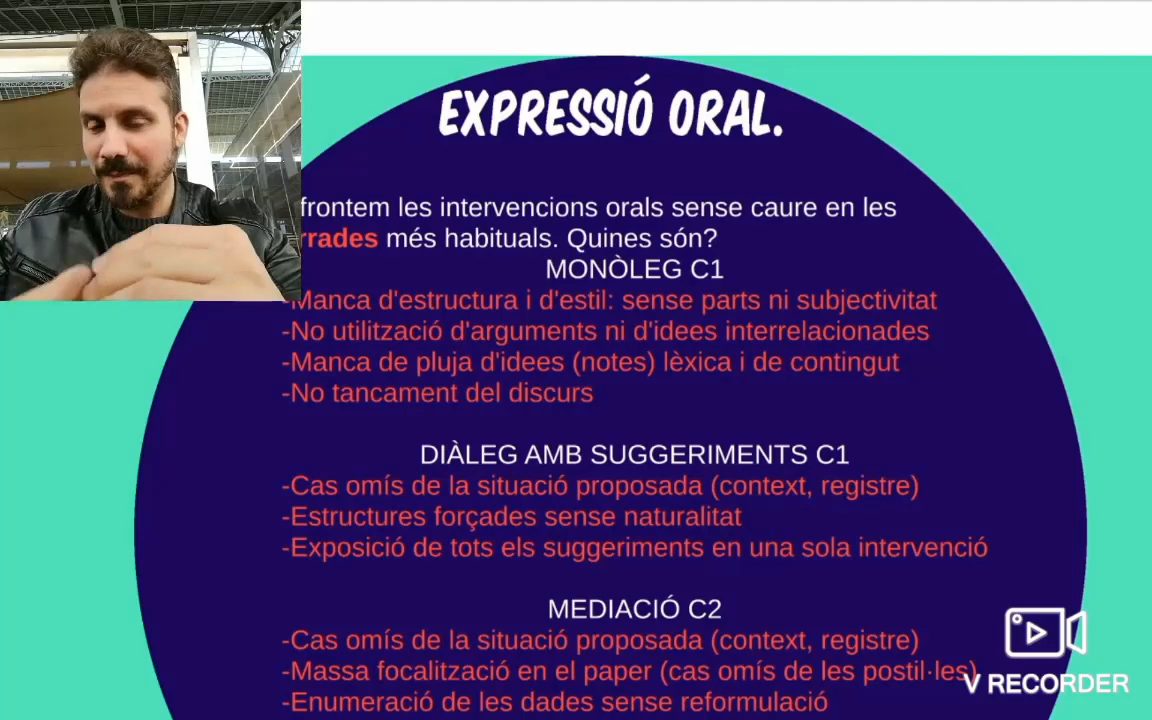 EXPRESSIÓ ORAL.
frontem les intervencions orals sense caure en les
rrades més habituals. Quines són?
MONÒLEG C1
-Manca d'estructura i d'estil: sense parts ni subjectivitat
-No utilització d'arguments ni d'idees interrelacionades
-Manca de pluja d'idees (notes) lèxica i de contingut
-No tancament del discurs
DIÀLEG AMB SUGGERIMENTS C1
-Cas omís de la situació proposada (context, registre)
-Estructures forçades sense naturalitat
-Exposició de tots els suggeriments en una sola intervenció
MEDIACIÓ C2
-Cas omís de la situació proposada (context, registre)
-Massa focalització en el paper (cas omís de les postil·les)
-Enumeració de les dades sense reformulació
V RECORDER